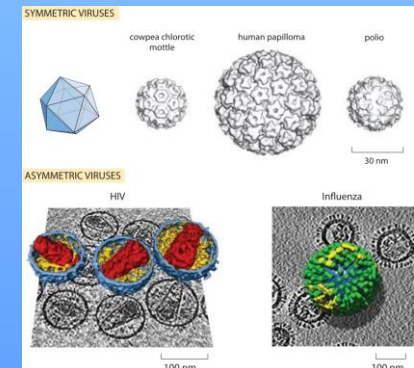 SYMMETRIC VIRUSES
cowpea chlorotic
mottle
human papilloma
polio
30 nm
ASYMMETRIC VIRUSES
HIV
Influenza
100 nm
100 nm